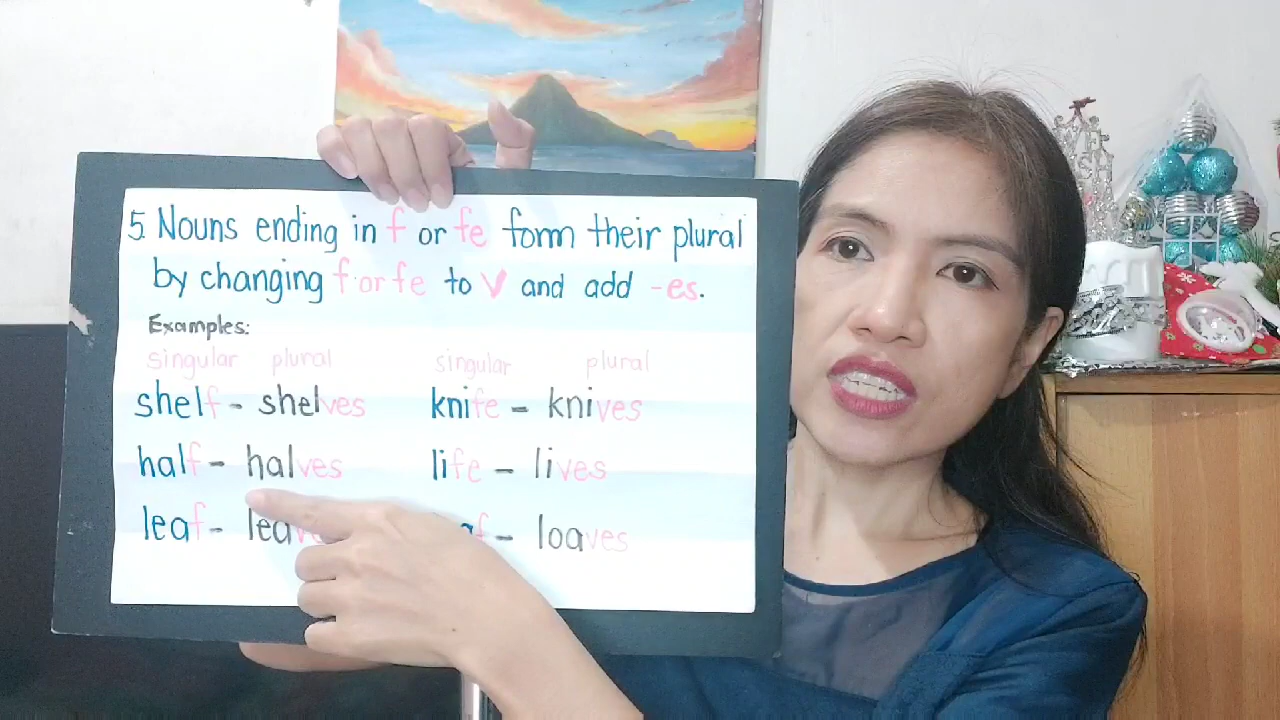 5. Nouns ending in f or fe form their plural
by changing f or fe to v and add -es.
Examples:
singular plural singular plural
shelf - shelves knife - knives
half - halves life - lives
leaf - - loaves